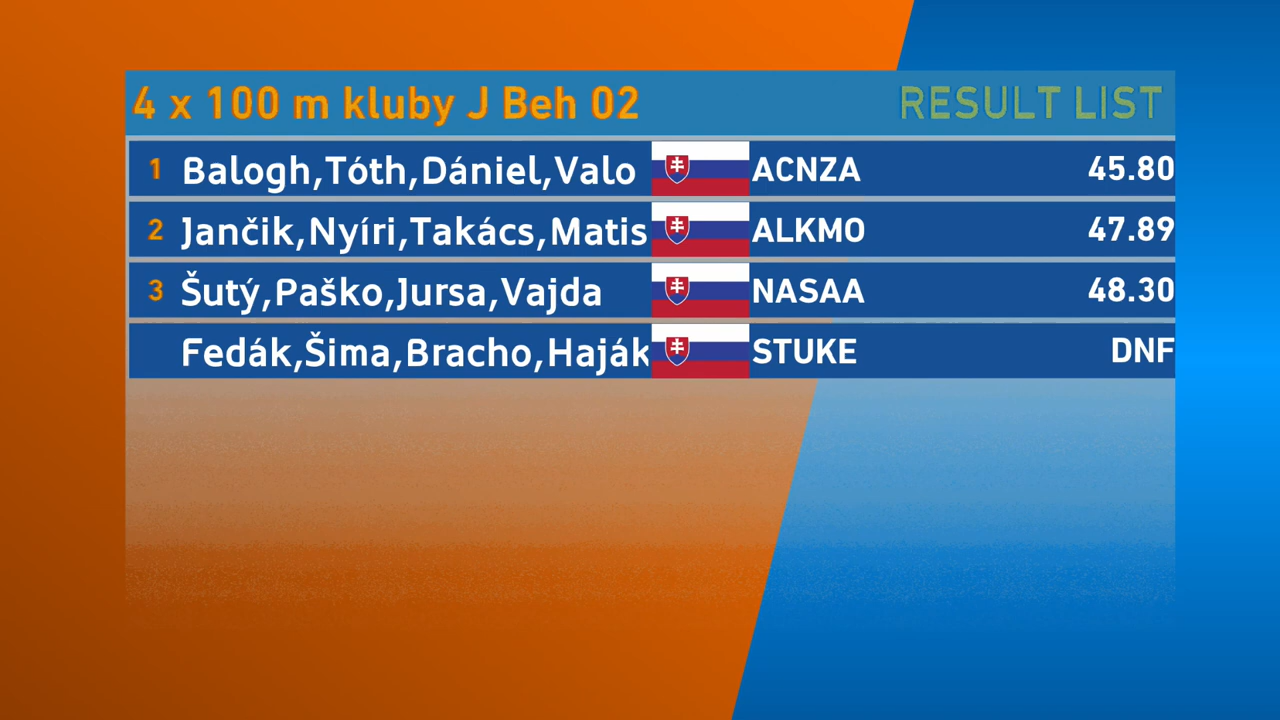 4 x 100 m kluby J Beh 02 RESULT LIST
1 Balogh,Tóth,Dániel,Valo ACNZA 45.80
2 Jančik,Nyíri,Takács,Matis ALKMO 47.89
3 Šutý,Paško,Jursa,Vajda NASAA 48.30
Fedák,Šima,Bracho,Haják STUKE DNF